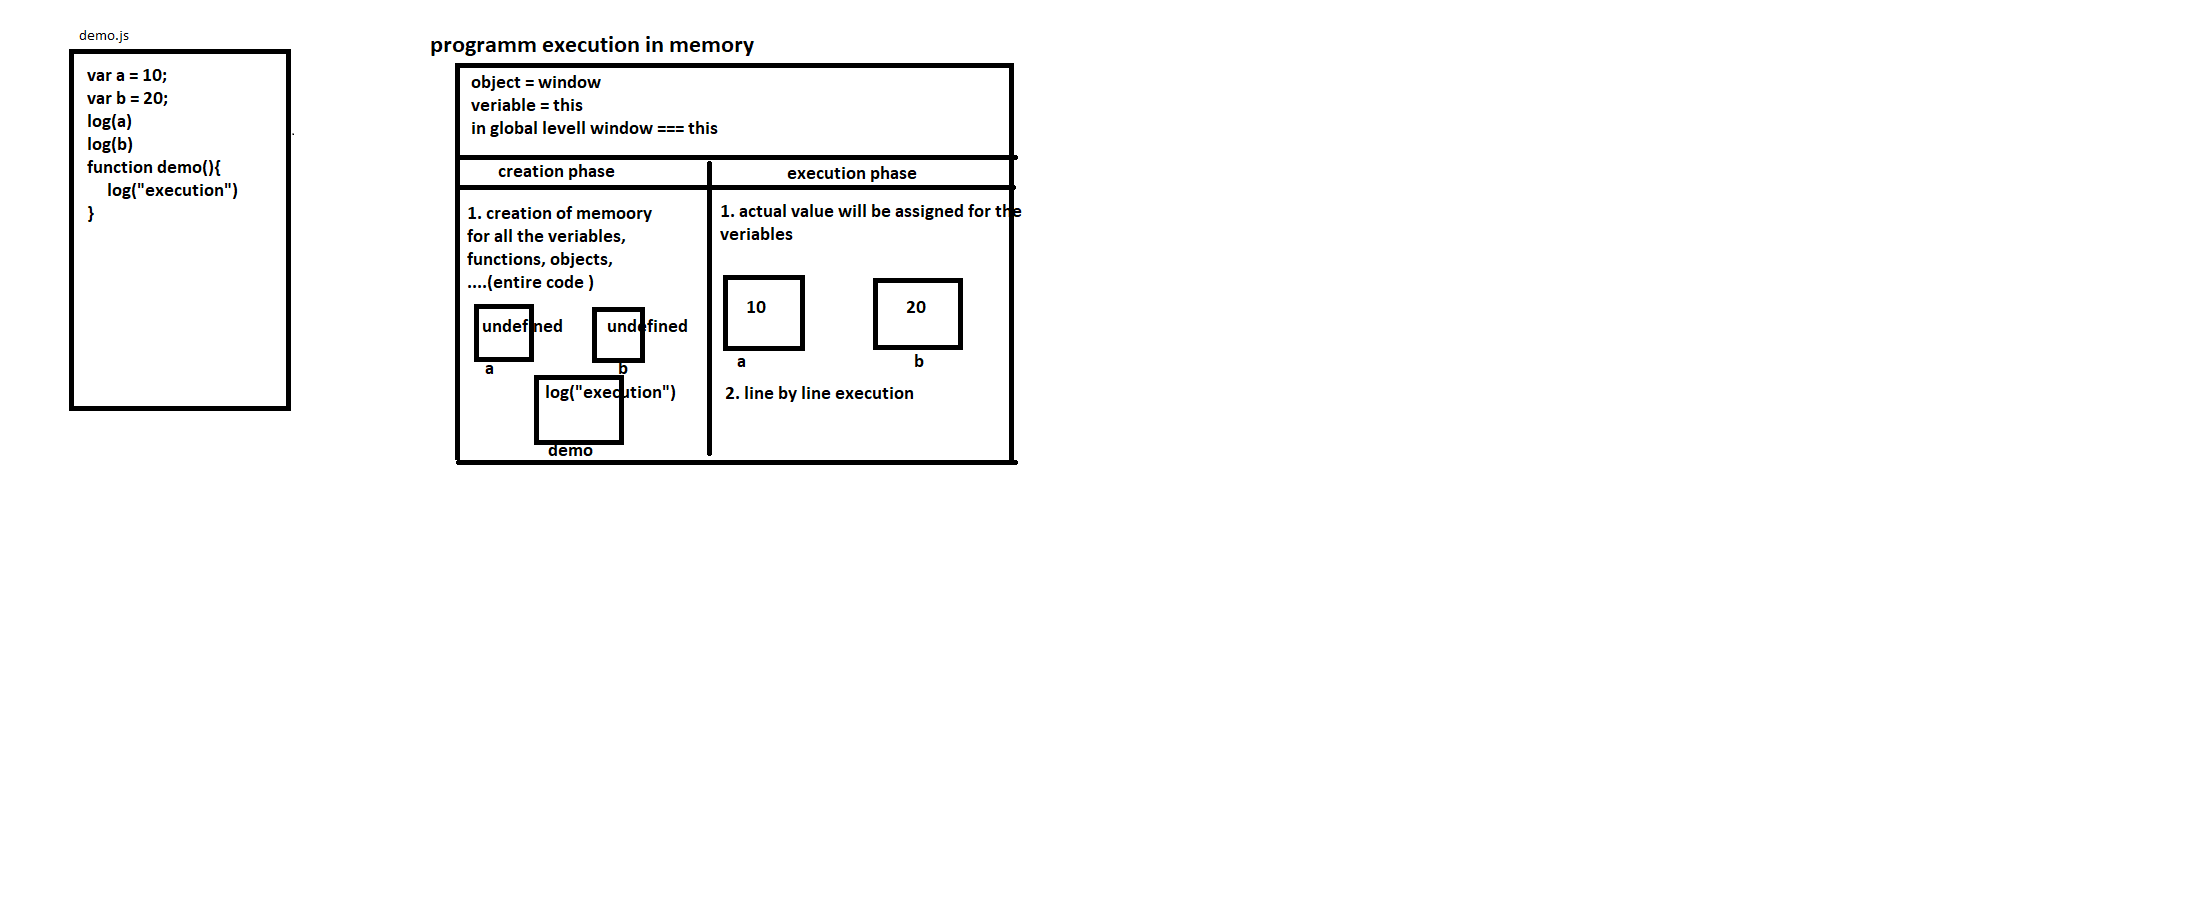 demo.js
var a = 10;
var b = 20;
log(a)
log(b)
function demo(){
log("execution")
}
programm execution in memory
object = window
veriable = this
in global levell window === this
creation phase
execution phase
1. creation of memoory
for all the veriables,
functions, objects,
....(entire code )
undefined
undefined
a
b
log("execution")
demo
1. actual value will be assigned for the
veriables
10
20
a
b
2. line by line execution